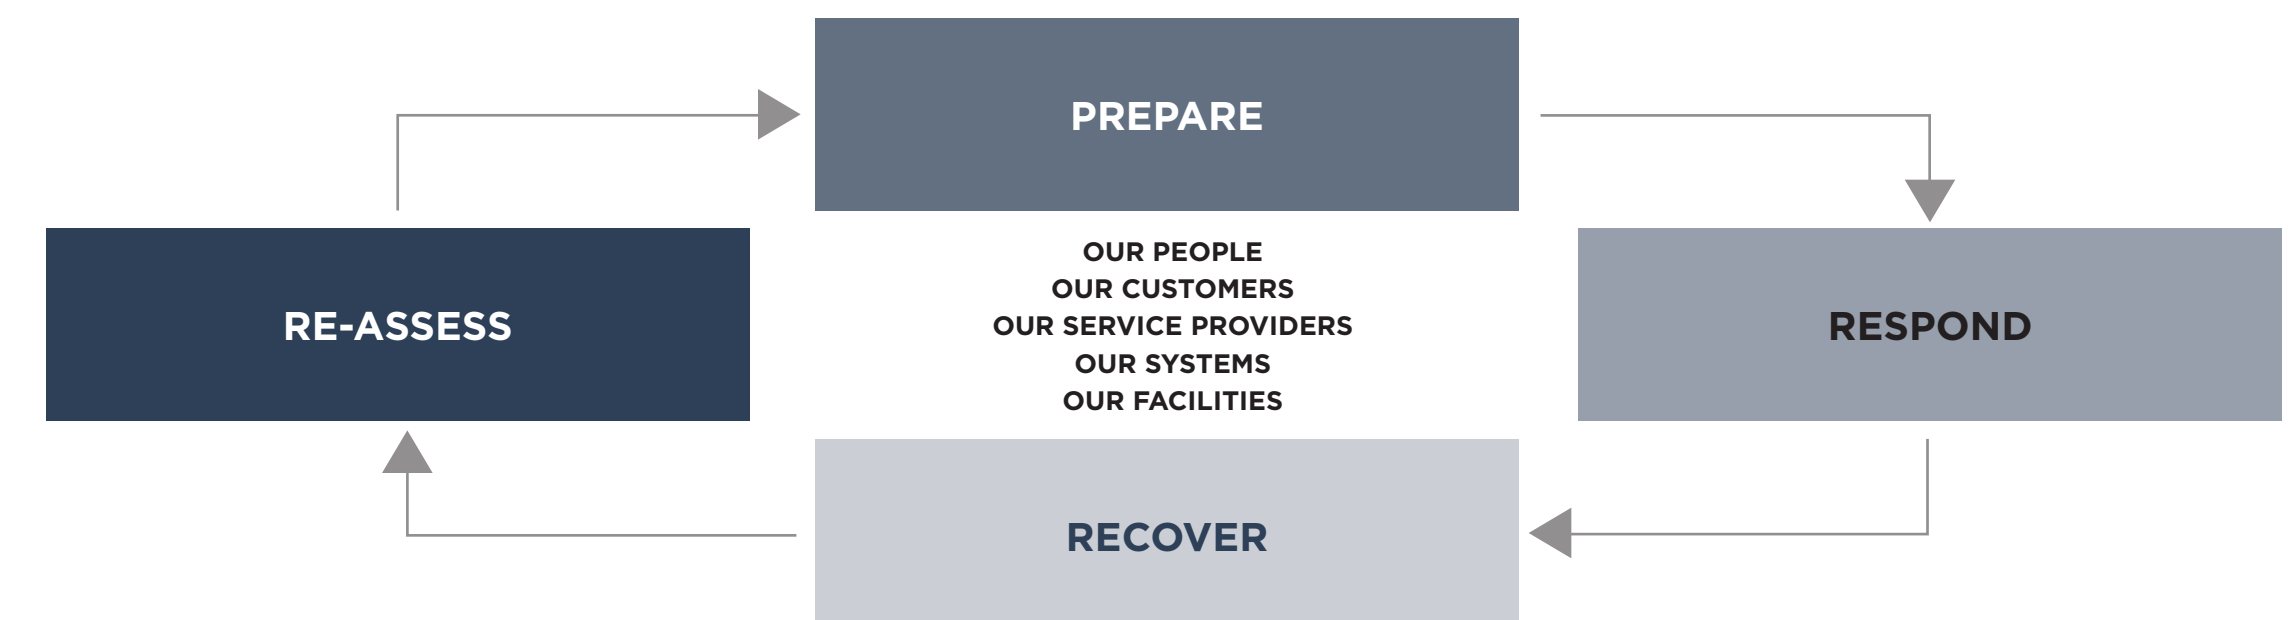 PREPARE
OUR PEOPLE
OUR CUSTOMERS
OUR SERVICE PROVIDERS
OUR SYSTEMS
OUR FACILITIES
RE-ASSESS
RESPOND
RECOVER